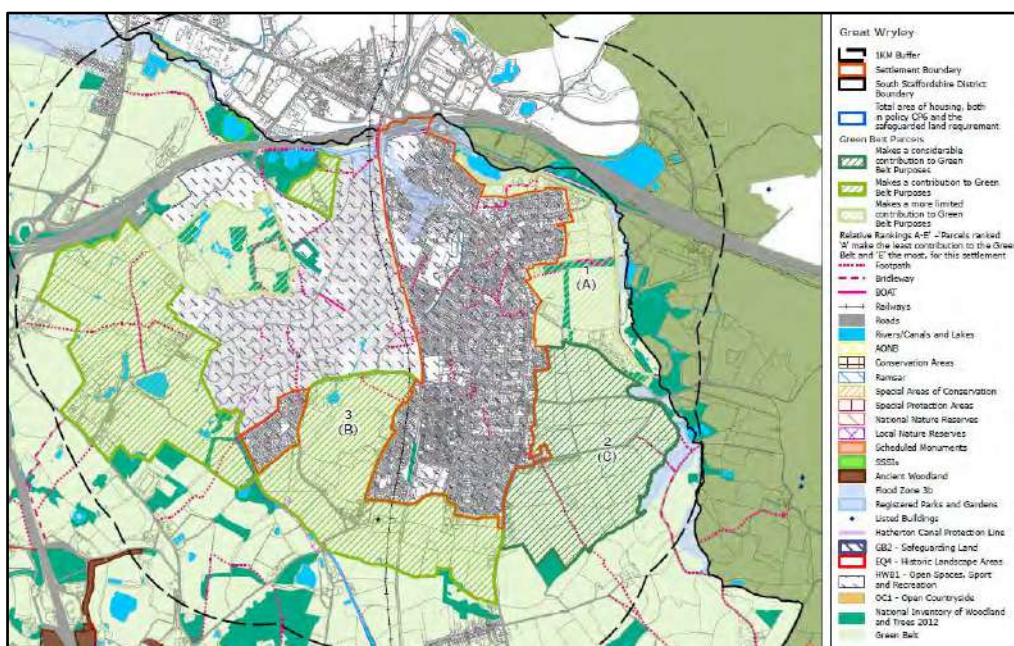 1
(A)
2
(C)
3
(B)
Great Wryley
1KM Buffer
Settlement Boundary
South Staffordshire District
Boundary
Total area of housing, both
in policy CP6 and the
safeguarded land requirement
Green Belt Parcels
Makes a considerable
contribution to Green
Belt Purposes
Makes a contribution to Green
Belt Purposes
Makes a more limited
contribution to Green
Belt Purposes
Relative Rankings A-E' -'Parcels ranked
'A' make the least contribution to the Green
Belt and 'E' the most, for this settlement
Footpath
Bridleway
BOAT
Railways
Roads
Rivers/Canals and Lakes
AONB
Conservation Areas
Ramsar
Special Areas of Conservation
Special Protection Areas
National Nature Reserves
Local Nature Reserves
Scheduled Monuments
SSSIs
Ancient Woodland
Flood Zone 3b
Registered Parks and Gardens
Listed Buildings
Hatherton Canal Protection Line
GB2 - Safeguarding Land
EQ4 - Historic Landscape Areas
HWB1 - Open Spaces, Sport
and Recreation
OC1 - Open Countryside
National Inventory of Woodland
and Trees 2012
Green Belt